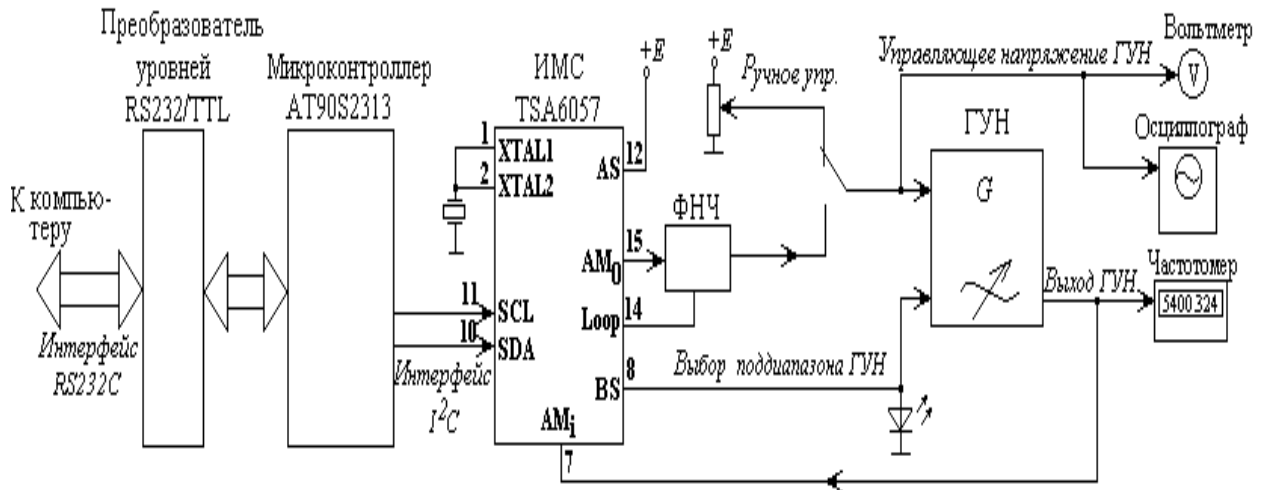 Преобразователь
уровней
RS232/TTL
Микроконтроллер
AT90S2313
ИМС
TSA6057
+E
+E
Ручное упр.
Управляющее напряжение ГУН
Вольтметр
V
Осциллограф
ГУН
G
1
XTAL1
2
XTAL2
AS
12
К компью-
теру
ФНЧ
15
AM0
11
SCL
Loop
14
10
SDA
Интерфейс
RS232C
Интерфейс
I2C
8
BS
Выбор поддиапазона ГУН
Выход ГУН
Частотомер
5400.324
AMi
7